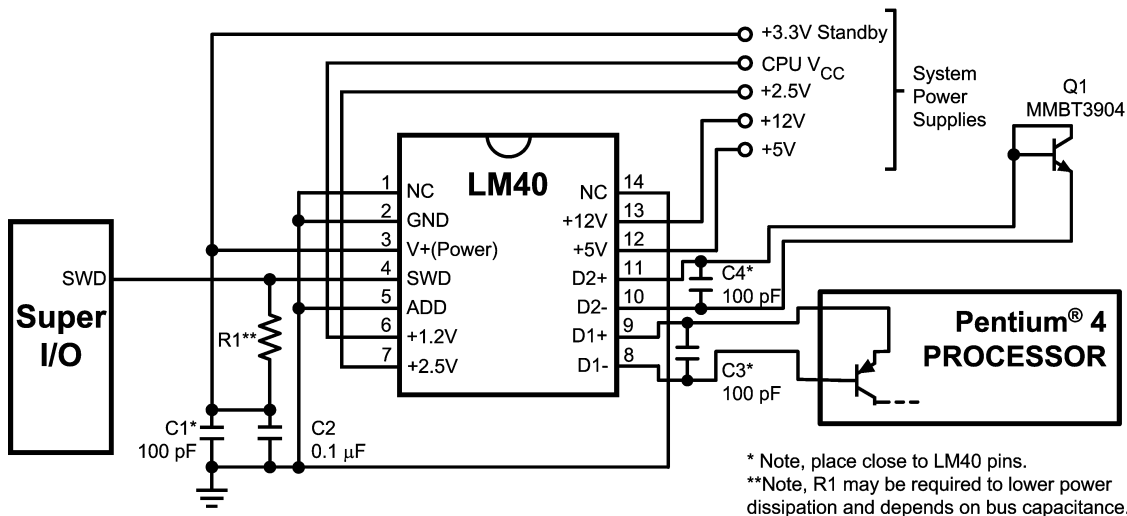 +3.3V Standby
CPU VCC
+2.5V
+12V
+5V
System
Power
Supplies
Q1
MMBT3904
LM40
1
NC
2
GND
3
V+(Power)
4
SWD
5
ADD
6
+1.2V
7
+2.5V
14
NC
13
+12V
12
+5V
11
D2+
10
D2-
9
D1+
8
D1-
SWD
Super
I/O
R1**
C1*
100 pF
C2
0.1 µF
C4*
100 pF
C3*
100 pF
Pentium® 4
PROCESSOR
* Note, place close to LM40 pins.
**Note, R1 may be required to lower power
dissipation and depends on bus capacitance.